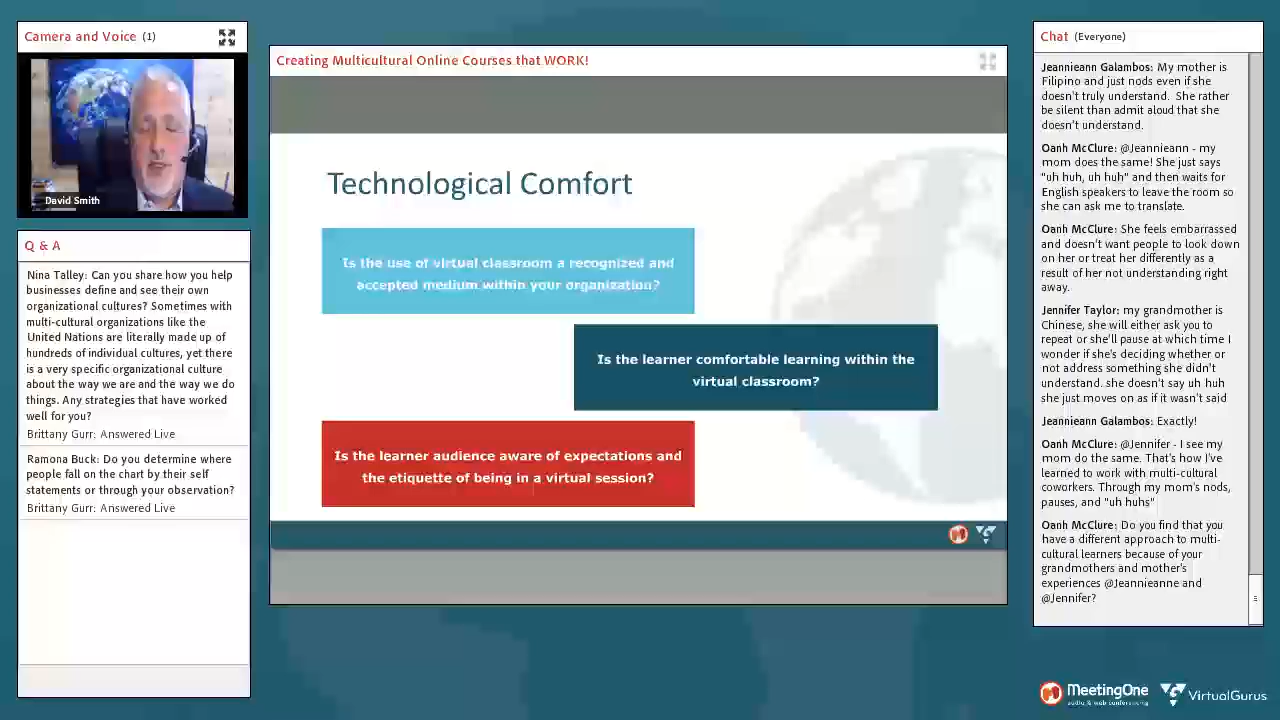 Camera and Voice (1)
David Smith
Q & A
Nina Talley: Can you share how you help
businesses define and see their own
organizational cultures? Sometimes with
multi-cultural organizations like the
United Nations are literally made up of
hundreds of individual cultures, yet there
is a very specific organizational culture
about the way we are and the way we do
things. Any strategies that have worked
well for you?
Brittany Gurr: Answered Live
Ramona Buck: Do you determine where
people fall on the chart by their self
statements or through your observation?
Brittany Gurr: Answered Live
Creating Multicultural Online Courses that WORK!
Technological Comfort
Is the use of virtual classroom a recognized and
accepted medium within your organization?
Is the learner comfortable learning within the
virtual classroom?
Is the learner audience aware of expectations and
the etiquette of being in a virtual session?
Chat (Everyone)
Jeannieann Galambos: My mother is
Filipino and just nods even if she
doesn't truly understand. She rather
be silent than admit aloud that she
doesn't understand.
Oanh McClure: @Jeannieann - my
mom does the same! She just says
"uh huh, uh huh" and then waits for
English speakers to leave the room so
she can ask me to translate.
Oanh McClure: She feels embarrassed
and doesn't want people to look down
on her or treat her differently as a
result of her not understanding right
away.
Jennifer Taylor: my grandmother is
Chinese, she will either ask you to
repeat or she'll pause at which time I
wonder if she's deciding whether or
not address something she didn't
understand. she doesn't say uh huh
she just moves on as if it wasn't said
Jeannieann Galambos: Exactly!
Oanh McClure: @Jennifer - I see my
mom do the same. That's how I've
learned to work with multi-cultural
coworkers. Through my mom's nods,
pauses, and "uh huhs"
Oanh McClure: Do you find that you
have a different approach to multi-
cultural learners because of your
grandmothers and mother's
experiences @Jeannieanne and
@Jennifer?
MeetingOne
audio & web conferencing
VirtualGurus